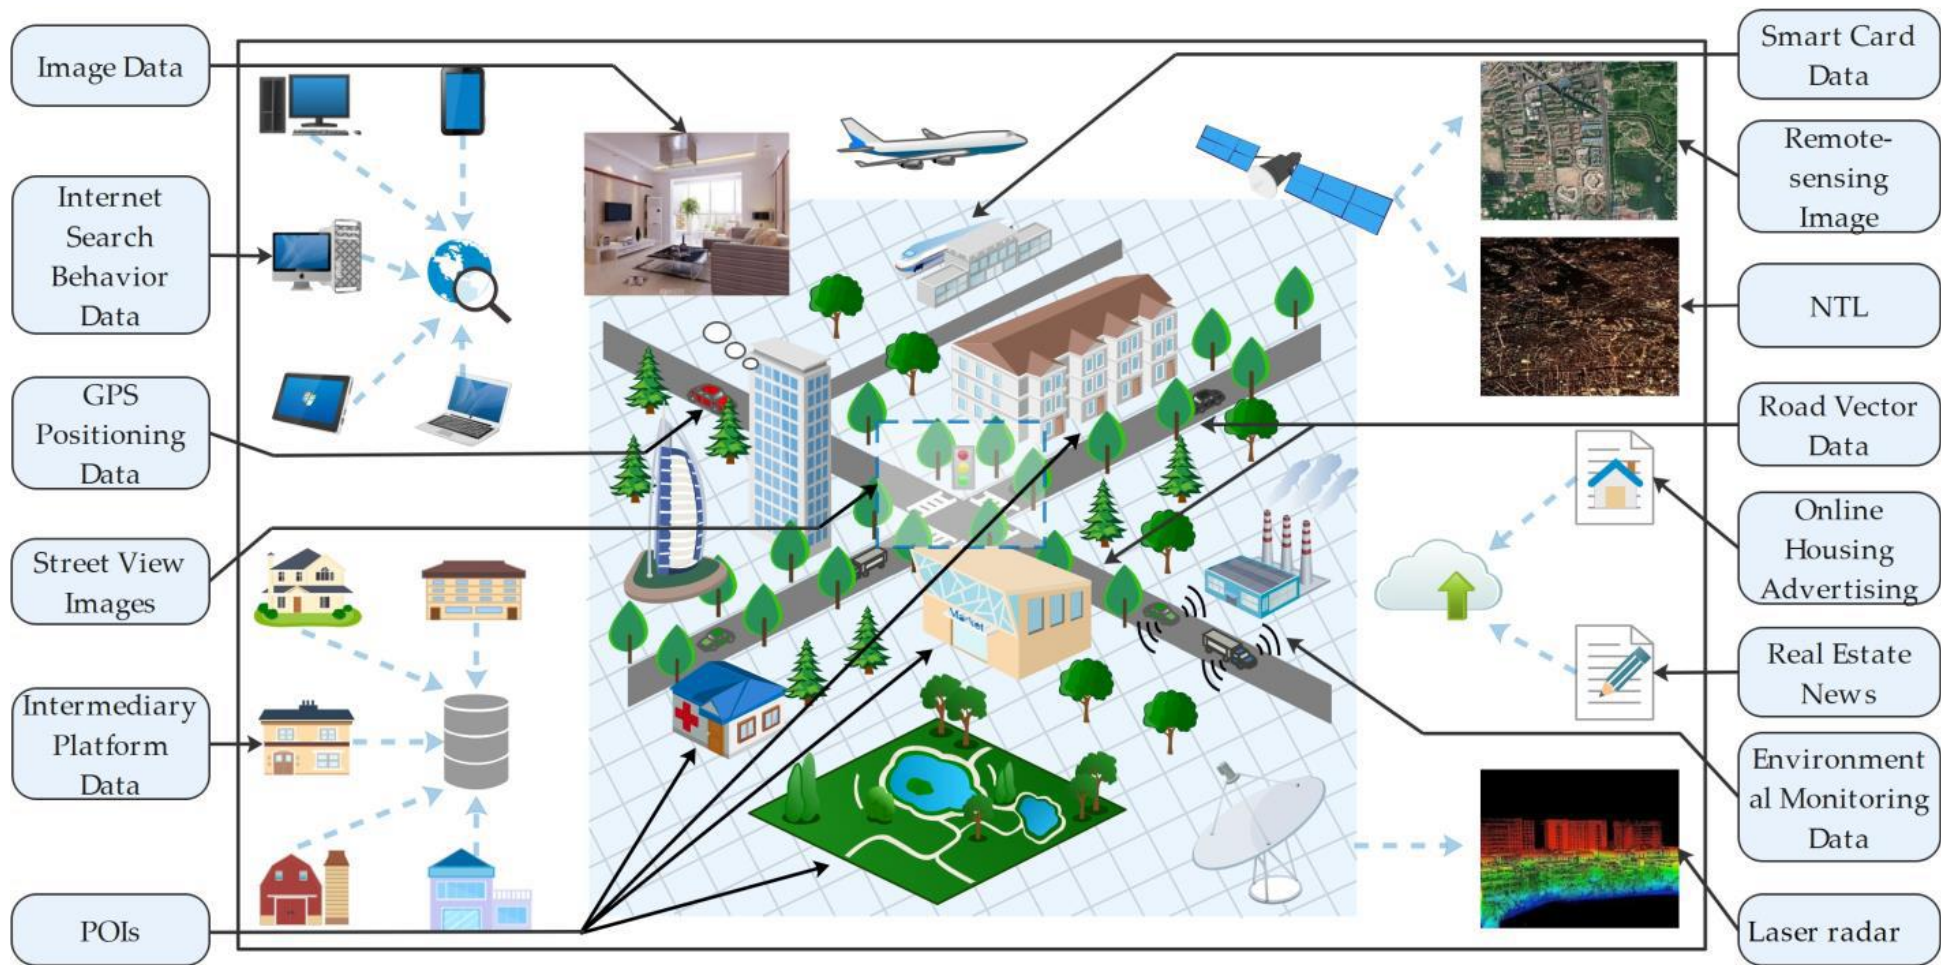 Image Data
Internet
Search
Behavior
Data
GPS
Positioning
Data
Street View
Images
Intermediary
Platform
Data
POIs
Market
Smart Card
Data
Remote-
sensing
Image
NTL
Road Vector
Data
Online
Housing
Advertising
Real Estate
News
Environment
al Monitoring
Data
Laser radar